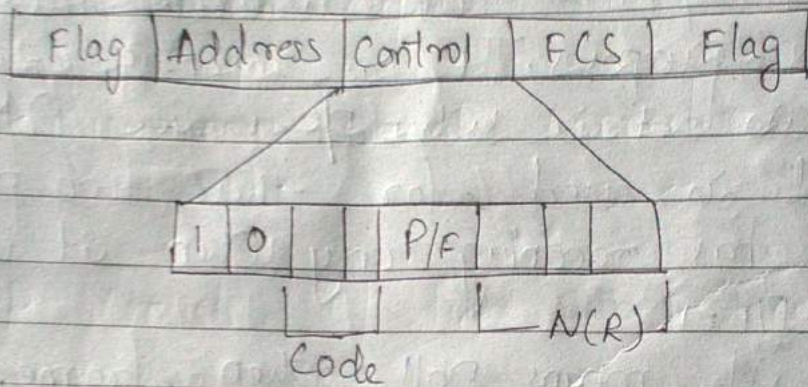 Flag Address Control FCS Flag
1 0 P/F
Code N(R)